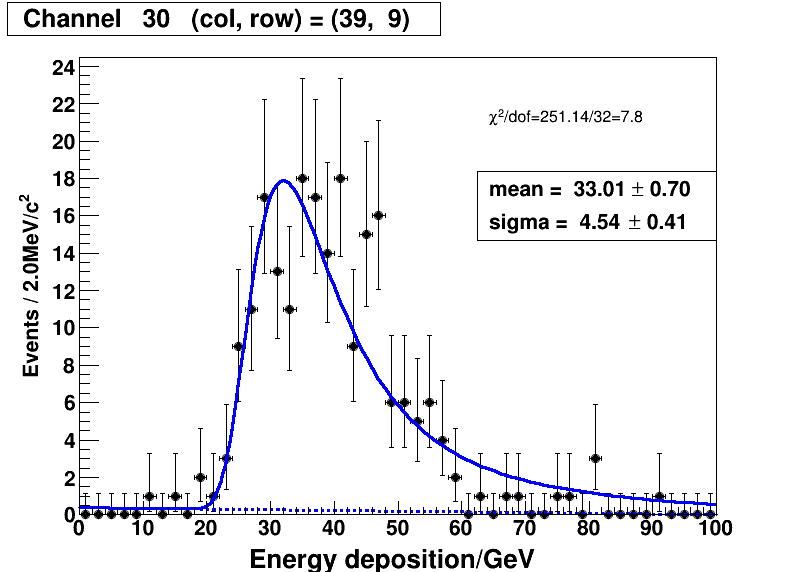 Channel 30 (col, row) = (39, 9)
χ²/dof=251.14/32=7.8
mean = 33.01 ± 0.70
sigma = 4.54 ± 0.41
Events / 2.0MeV/c²
24
22
20
18
16
14
12
10
8
6
4
2
0
0 10 20 30 40 50 60 70 80 90 100
Energy deposition/GeV